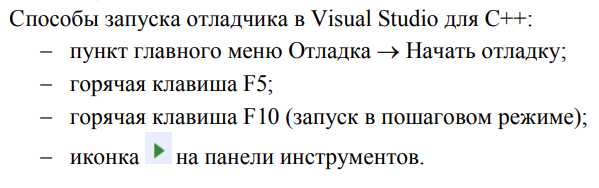 Способы запуска отладчика в Visual Studio для C++:
– пункт главного меню Отладка → Начать отладку;
– горячая клавиша F5;
– горячая клавиша F10 (запуск в пошаговом режиме);
– иконка на панели инструментов.